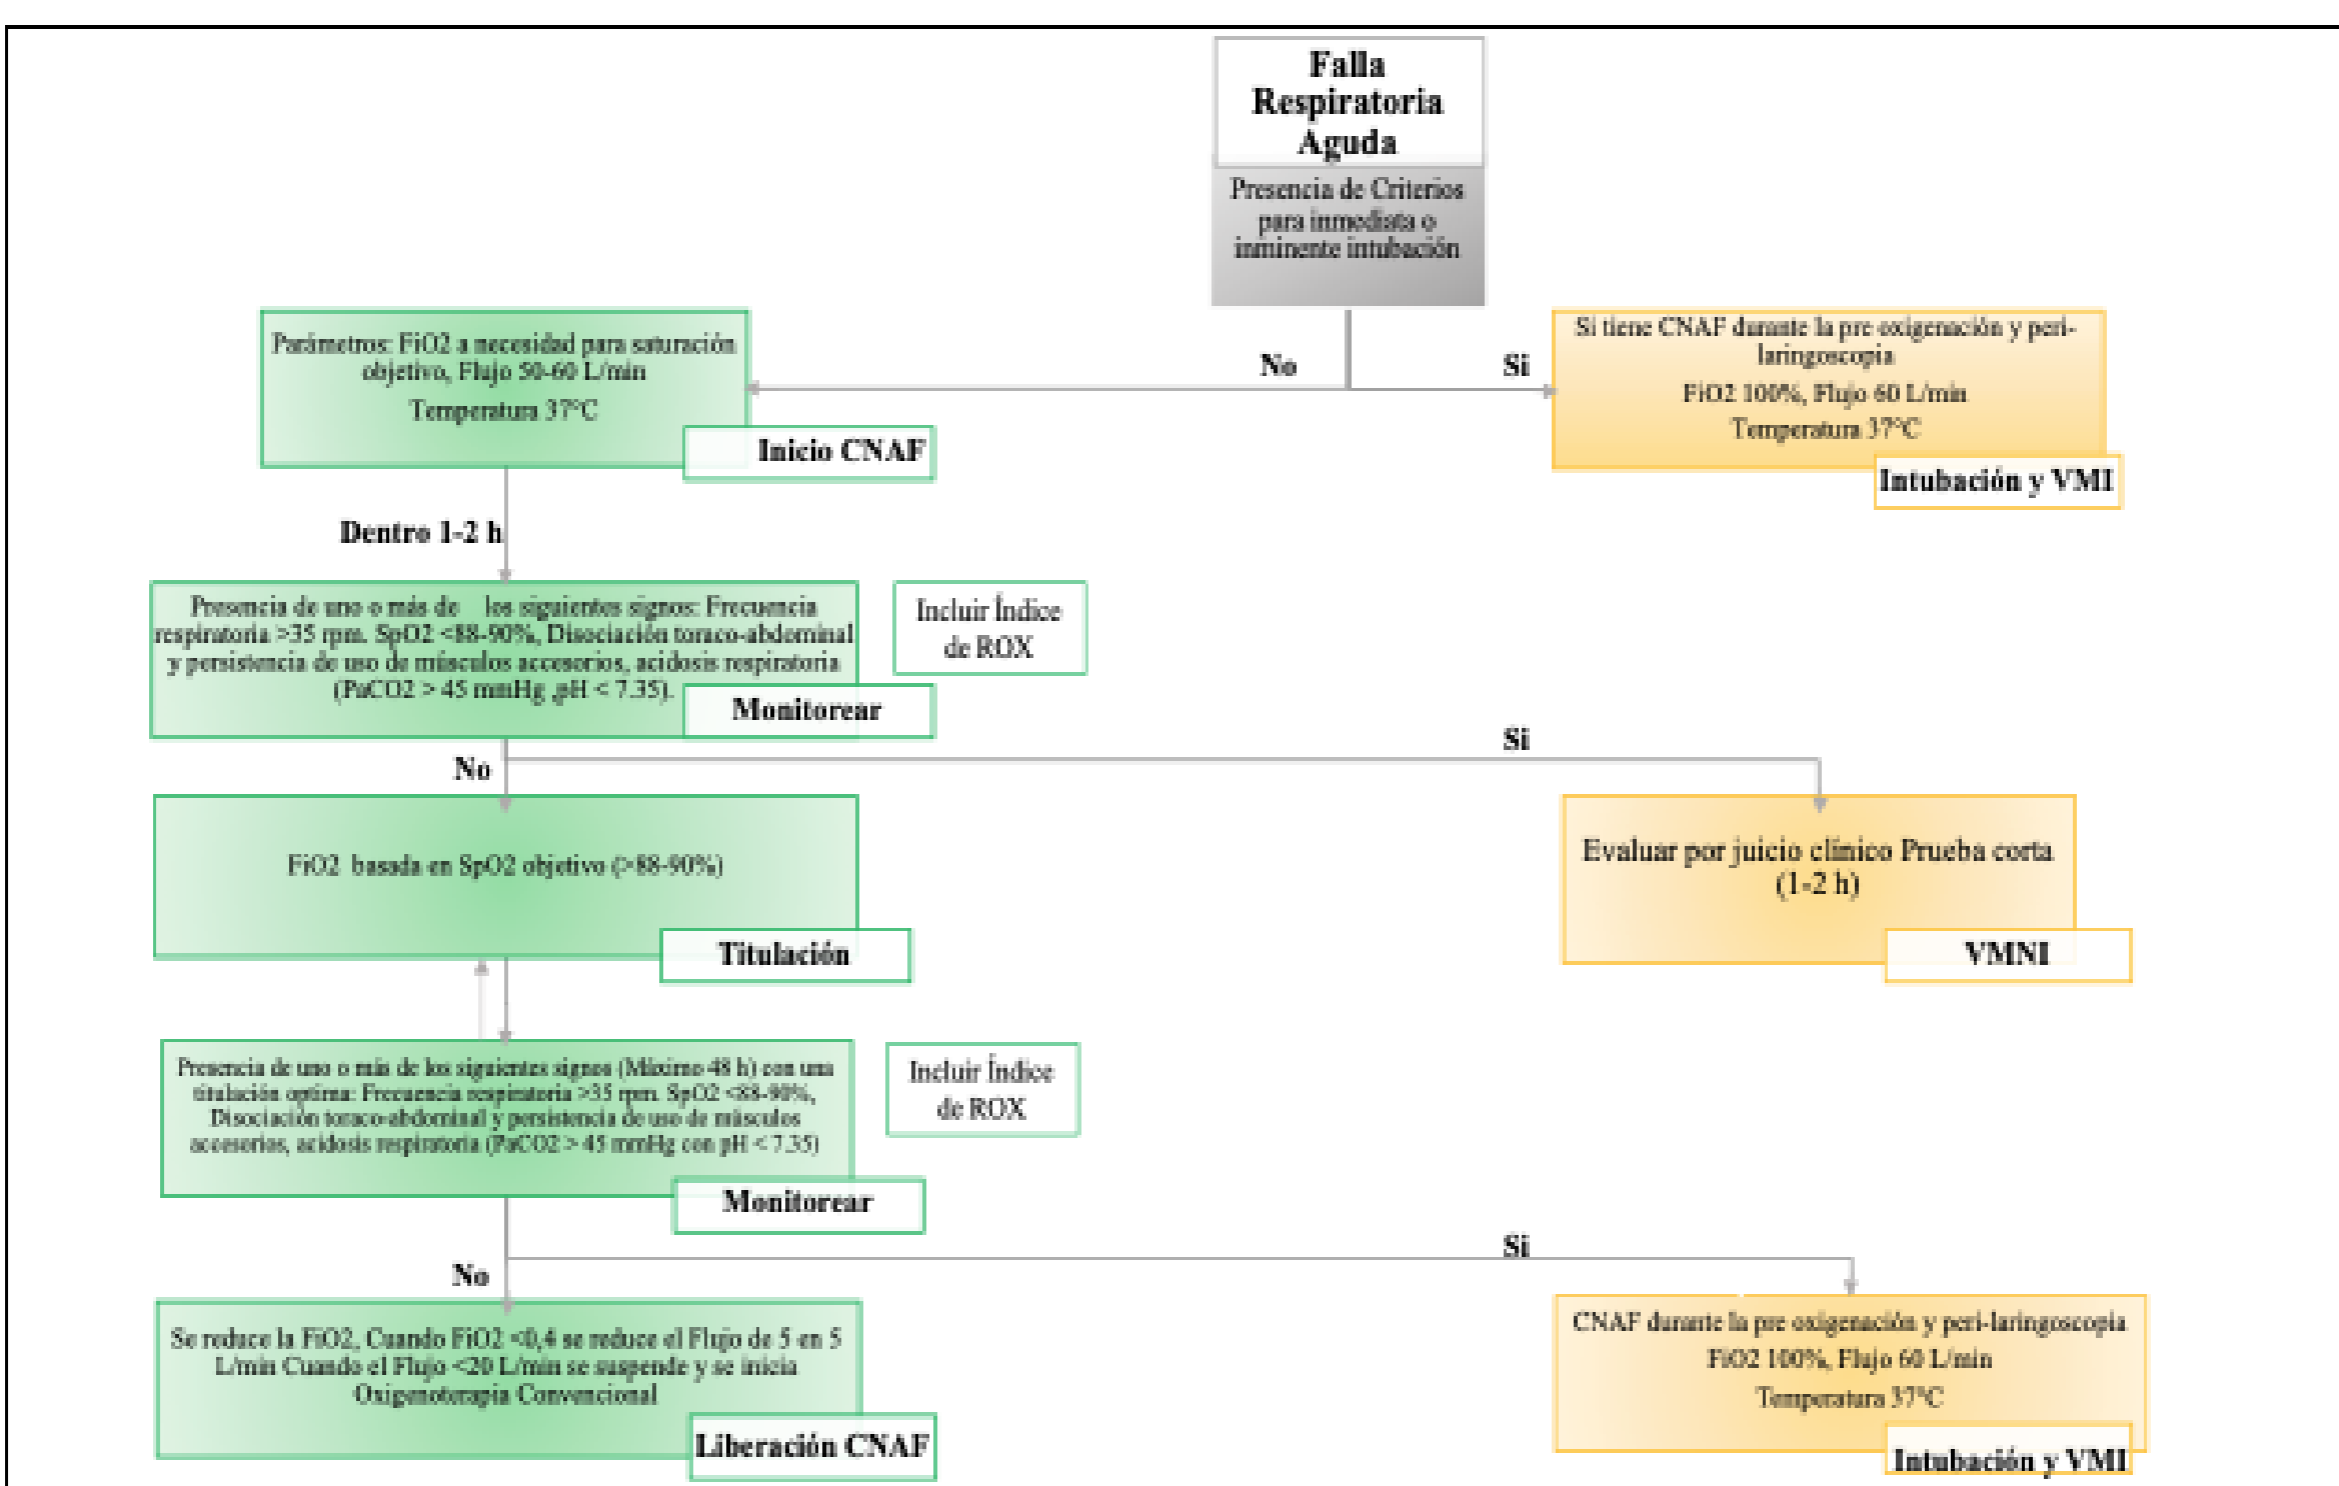 Falla
Respiratoria
Aguda
Presencia de Criterios
para inmediata o
inminente intubación
No
Si
Parámetros: FiO2 a necesidad para saturación
objetivo, Flujo 50-60 L/min
Temperatura 37°C
Inicio CNAF
Si tiene CNAF durante la pre oxigenación y peri-
laringoscopia
FiO2 100%, Flujo 60 L/min
Temperatura 37°C
Intubación y VMI
Dentro 1-2 h
Presencia de uno o más de los siguientes signos: Frecuencia
respiratoria >35 rpm. SpO2 <88-90%, Disociación toraco-abdominal
y persistencia de uso de músculos accesorios, acidosis respiratoria
(PaCO2 > 45 mmHg ,pH < 7.35).
Monitorear
Incluir Índice
de ROX
No
Si
FiO2 basada en SpO2 objetivo (>88-90%)
Titulación
Evaluar por juicio clínico Prueba corta
(1-2 h)
VMNI
Presencia de uno o más de los siguientes signos (Máximo 48 h) con una
titulación optima: Frecuencia respiratoria >35 rpm. SpO2 <88-90%,
Disociación toraco-abdominal y persistencia de uso de músculos
accesorios, acidosis respiratoria (PaCO2 > 45 mmHg con pH < 7.35)
Monitorear
Incluir Índice
de ROX
No
Si
Se reduce la FiO2, Cuando FiO2 <0,4 se reduce el Flujo de 5 en 5
L/min Cuando el Flujo <20 L/min se suspende y se inicia
Oxigenoterapia Convencional
Liberación CNAF
CNAF durante la pre oxigenación y peri-laringoscopia
FiO2 100%, Flujo 60 L/min
Temperatura 37°C
Intubación y VMI